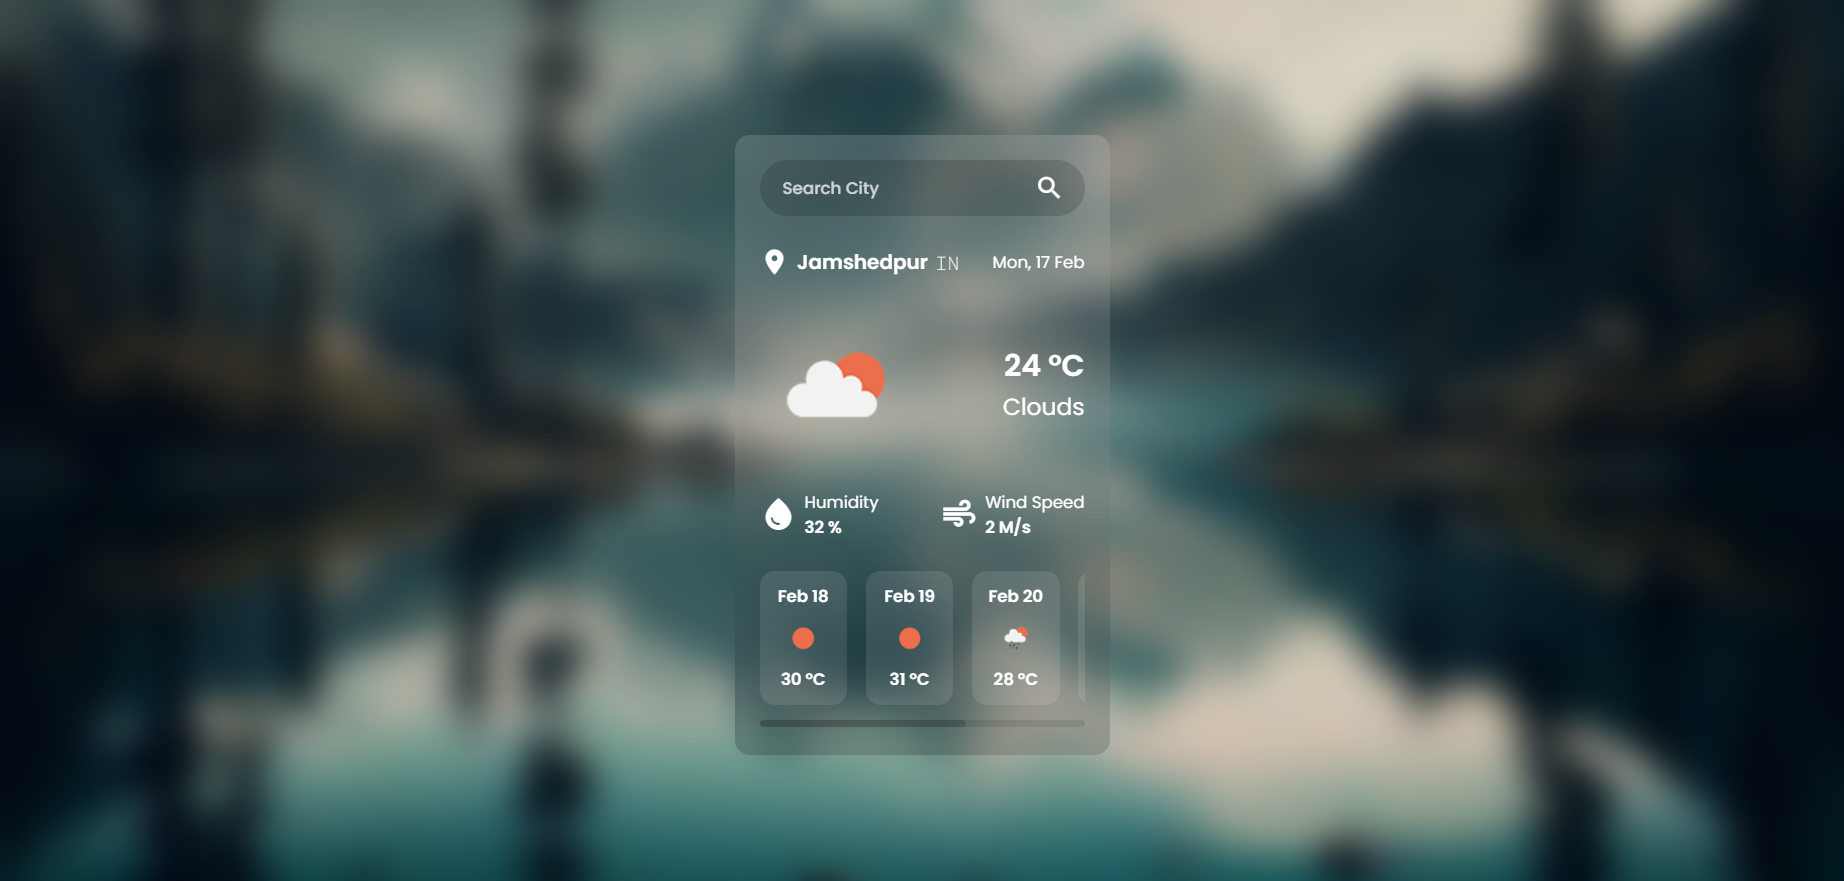 Search City
Jamshedpur IN
Mon, 17 Feb
24 °C
Clouds
Humidity
32 %
Wind Speed
2 M/s
Feb 18
30 °C
Feb 19
31 °C
Feb 20
28 °C